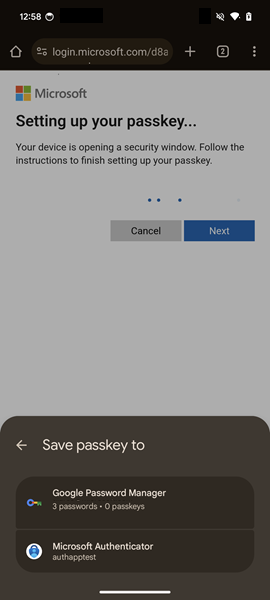 12:58
login.microsoft.com/d8a
2
Microsoft
Setting up your passkey...
Your device is opening a security window. Follow the
instructions to finish setting up your passkey.
Cancel Next
Save passkey to
Google Password Manager
3 passwords • 0 passkeys
Microsoft Authenticator
authapptest